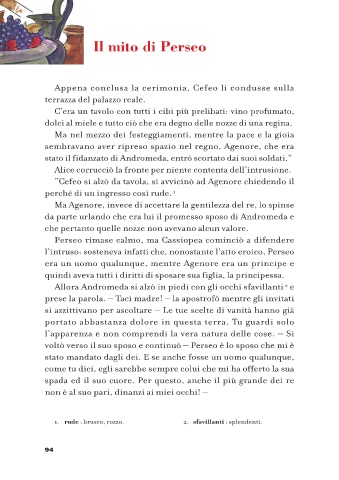 Il mito di Perseo
Appena conclusa la cerimonia, Cefeo li condusse sulla
terrazza del palazzo reale.
C'era un tavolo con tutti i cibi più prelibati: vino profumato,
dolci al miele e tutto ciò che era degno delle nozze di una regina.
Ma nel mezzo dei festeggiamenti, mentre la pace e la gioia
sembravano aver ripreso spazio nel regno, Agenore, che era
stato il fidanzato di Andromeda, entrò scortato dai suoi soldati."
Alice corrucciò la fronte per niente contenta dell'intrusione.
"Cefeo si alzò da tavola, si avvicinò ad Agenore chiedendo il
perché di un ingresso così rude. ¹
Ma Agenore, invece di accettare la gentilezza del re, lo spinse
da parte urlando che era lui il promesso sposo di Andromeda e
che pertanto quelle nozze non avevano alcun valore.
Perseo rimase calmo, ma Cassiopea cominciò a difendere
l'intruso: sosteneva infatti che, nonostante l'atto eroico, Perseo
era un uomo qualunque, mentre Agenore era un principe e
quindi aveva tutti i diritti di sposare sua figlia, la principessa.
Allora Andromeda si alzò in piedi con gli occhi sfavillanti ² e
prese la parola. – Taci madre! – la apostrofò mentre gli invitati
si azzittivano per ascoltare – Le tue scelte di vanità hanno già
portato abbastanza dolore in questa terra. Tu guardi solo
l'apparenza e non comprendi la vera natura delle cose. – Si
voltò verso il suo sposo e continuò – Perseo è lo sposo che mi è
stato mandato dagli dei. E se anche fosse un uomo qualunque,
come tu dici, egli sarebbe sempre colui che mi ha offerto la sua
spada ed il suo cuore. Per questo, anche il più grande dei re
non è al suo pari, dinanzi ai miei occhi! –
1. rude : brusco, rozzo.
2. sfavillanti : splendenti.
94